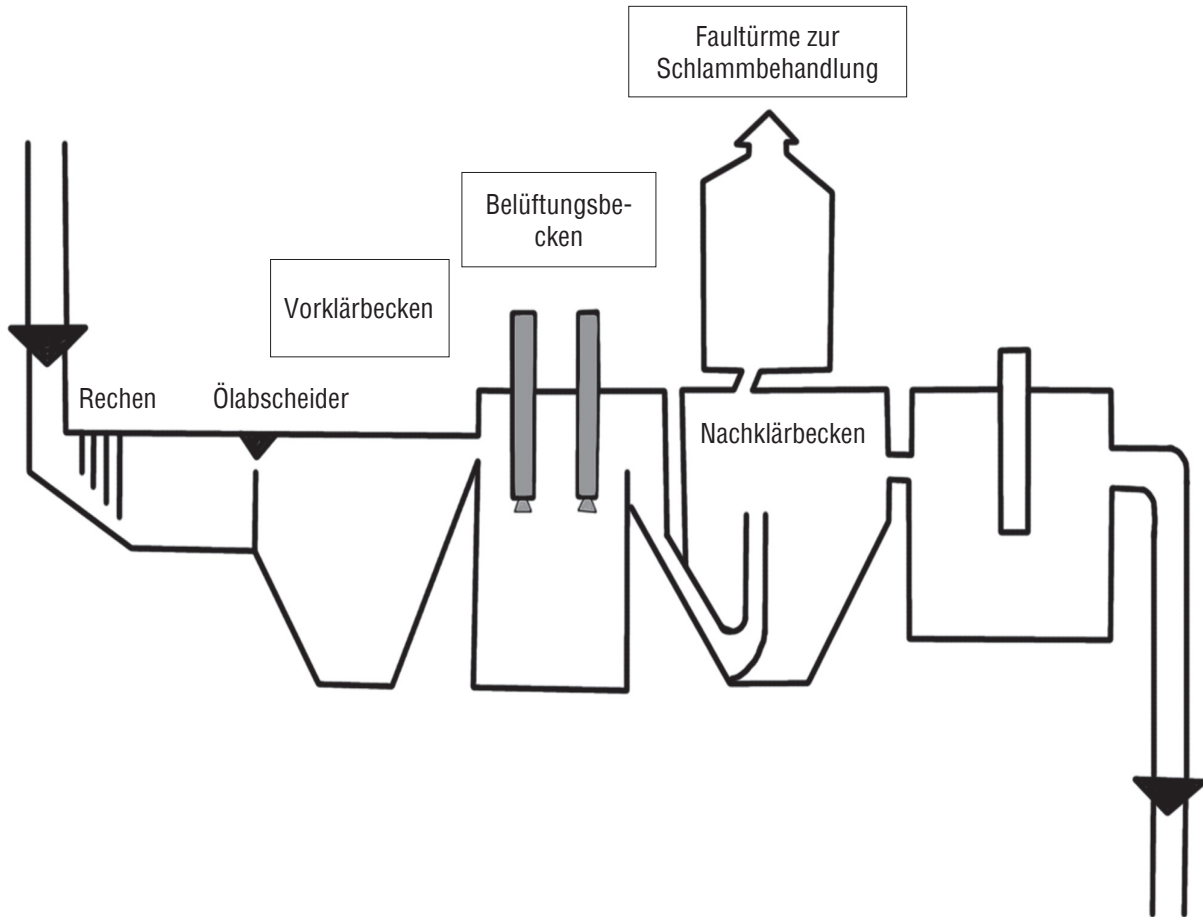 Faultürme zur
Schlammbehandlung
Belüftungsbe-
cken
Vorklärbecken
Rechen
Ölabscheider
Nachklärbecken